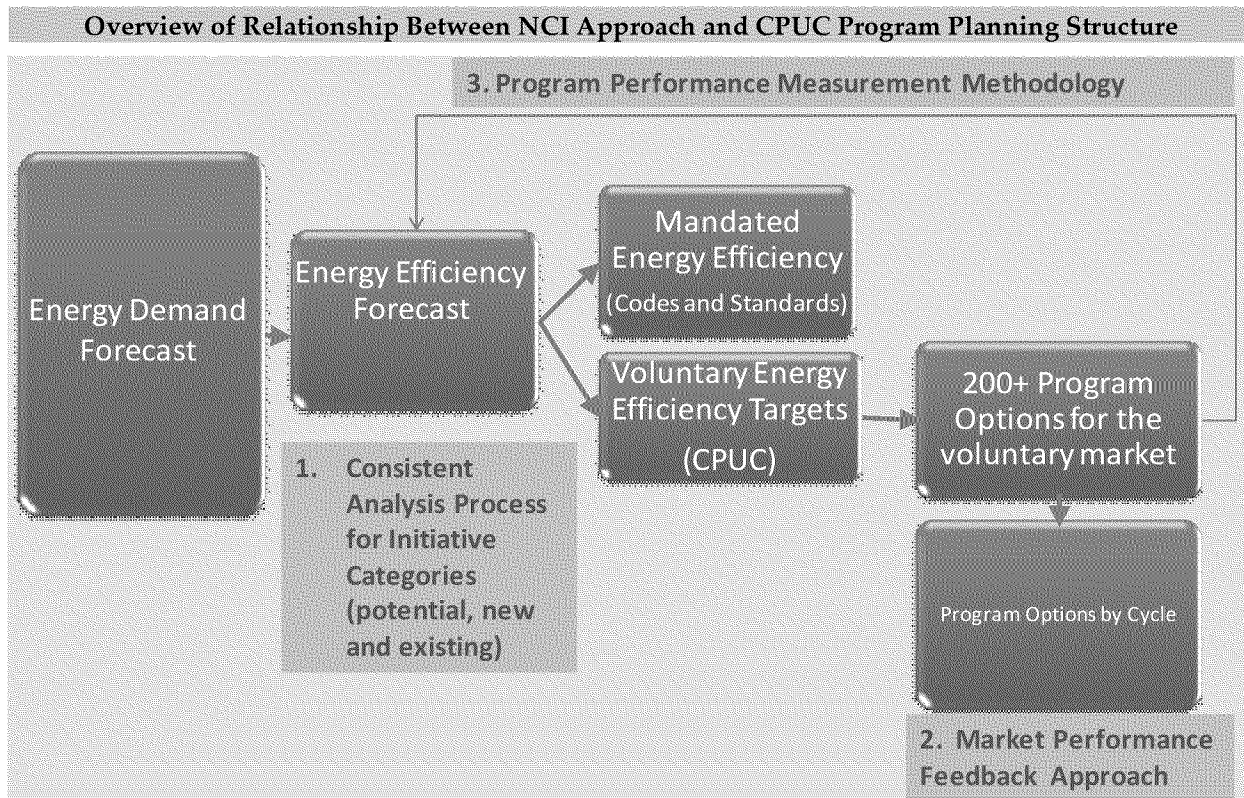 Overview of Relationship Between NCI Approach and CPUC Program Planning Structure
3. Program Performance Measurement Methodology
Energy Demand
Forecast
Energy Efficiency
Forecast
Mandated
Energy Efficiency
(Codes and Standards)
Voluntary Energy
Efficiency Targets
(CPUC)
200+ Program
Options for the
voluntary market
1. Consistent
Analysis Process
for Initiative
Categories
(potential, new
and existing)
Program Options by Cycle
2. Market Performance
Feedback Approach